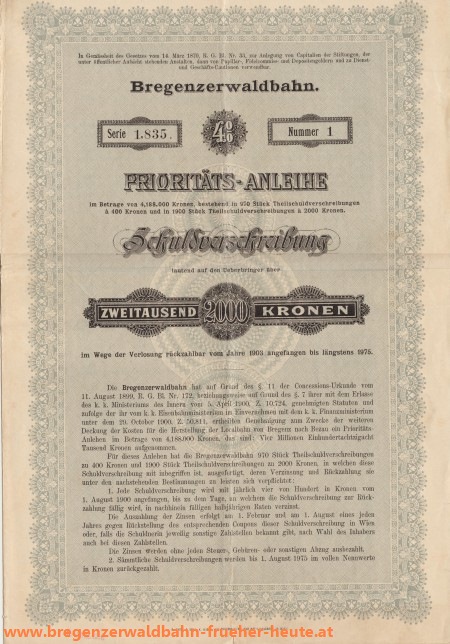 In Gemässheit des Gesetzes vom 14. März 1879, R. G. Bl. Nr. 33, zur Anlegung von Capitalien der Stiftungen, der
unter öffentlicher Aufsicht stehenden Anstalten, dann von Pupillar-, Fideicommiss- und Depositengeldern und zu Dienst-
und Geschäfts-Cautionen verwendbar.
Bregenzerwaldbahn.
Serie 1.835.
4%
Nummer 1
PRIORITÄTS-ANLEIHE
im Betrage von 4,188.000 Kronen, bestehend in 970 Stück Theilschuldverschreibungen
à 400 Kronen und in 1900 Stück Theilschuldverschreibungen à 2000 Kronen.
Schuldverschreibung
lautend auf den Ueberbringer über
ZWEITAUSEND 2000 KRONEN
im Wege der Verlosung rückzahlbar vom Jahre 1903 angefangen bis längstens 1975.
Die Bregenzerwaldbahn hat auf Grund des § 11 der Concessions-Urkunde vom
11. August 1899, R. G. Bl. Nr. 172, beziehungsweise auf Grund des § 7 ihrer mit dem Erlasse
des k. k. Ministeriums des Innern vom 5. April 1900, Z. 10.724, genehmigten Statuten und
zufolge der ihr vom k. k. Eisenbahnministerium im Einvernehmen mit dem k. k. Finanzministerium
unter dem 20. October 1900, Z. 50.811, ertheilten Genehmigung zum Zwecke der weiteren
Deckung der Kosten für die Herstellung der Localbahn von Bregenz nach Bezau ein Prioritäts-
Anlehen im Betrage von 4,188.000 Kronen, das sind: Vier Millionen Einhundertachtzigacht
Tausend Kronen aufgenommen.
Für dieses Anlehen hat die Bregenzerwaldbahn 970 Stück Theilschuldverschreibungen
zu 400 Kronen und 1900 Stück Theilschuldverschreibungen zu 2000 Kronen, in welchen diese
Schuldverschreibung mit inbegriffen ist, ausgefertigt, deren Verzinsung und Rückzahlung sie
unter den nachstehenden Bestimmungen zu leisten sich verpflichtet:
1. Jede Schuldverschreibung wird mit jährlich vier von Hundert in Kronen vom
1. August 1900 angefangen, bis zu dem Tage, zu welchem die Schuldverschreibung zur Rück-
zahlung fällig wird, in nachhinein fälligen halbjährigen Raten verzinst.
Die Auszahlung der Zinsen erfolgt am 1. Februar und am 1. August eines jeden
Jahres gegen Rückstellung des entsprechenden Coupons dieser Schuldverschreibung in Wien
oder, falls die Schuldnerin jeweilig sonstige Zahlstellen bekannt gibt, nach Wahl des Inhabers
auch bei diesen Zahlstellen.
Die Zinsen werden ohne jeden Steuer-, Gebüren- oder sonstigen Abzug ausbezahlt.
2. Sämmtliche Schuldverschreibungen werden bis 1. August 1975 im vollen Nennwerte
in Kronen zurückgezahlt.
www.bregenzerwaldbahn-frueher-heute.at